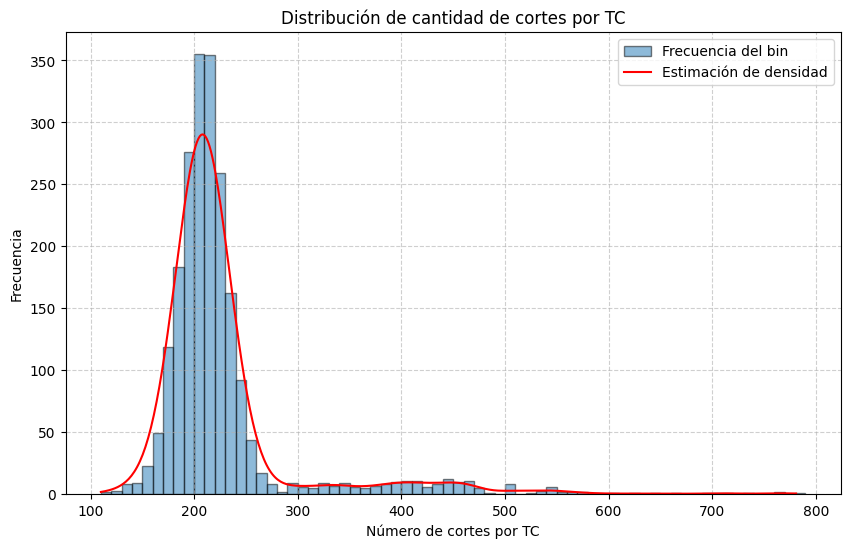 Distribución de cantidad de cortes por TC
Frecuencia del bin
Estimación de densidad
Frecuencia
350
300
250
200
150
100
50
0
100 200 300 400 500 600 700 800
Número de cortes por TC